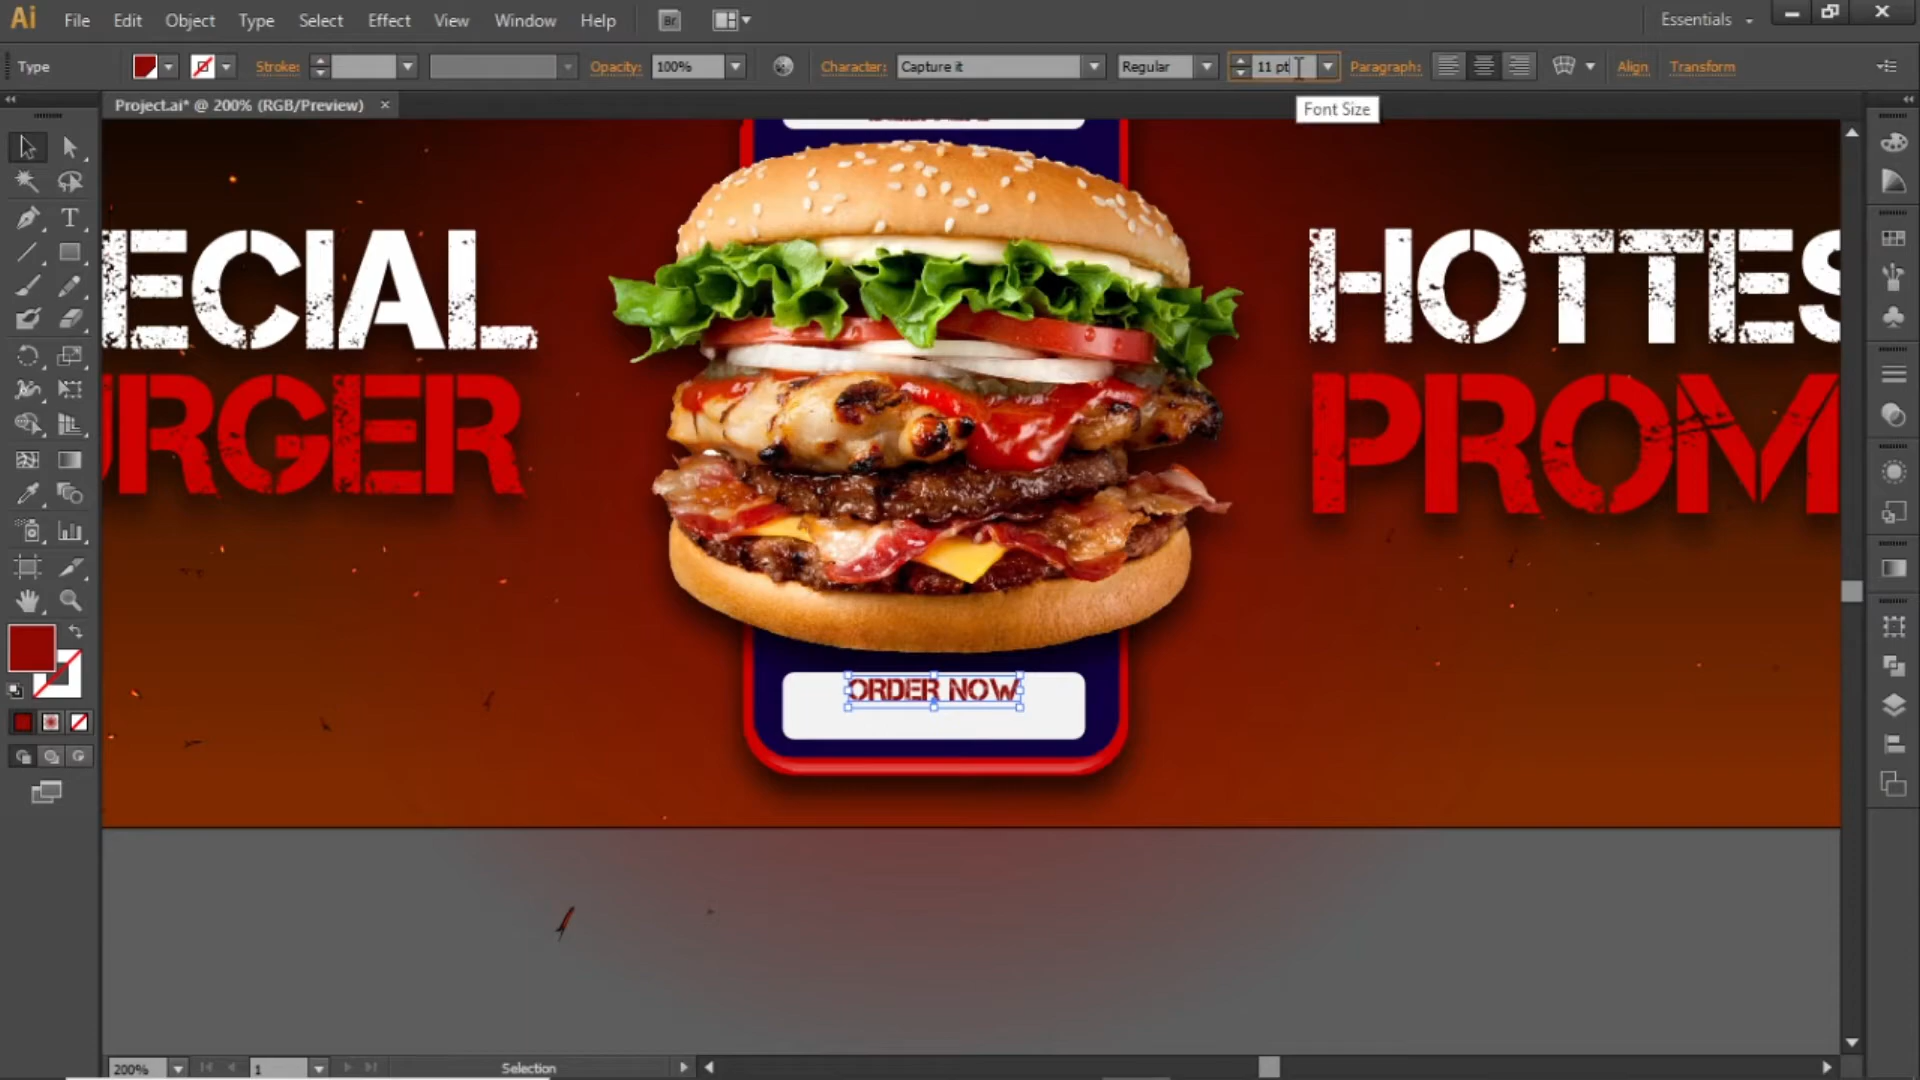 Ai File Edit Object Type Select Effect View Window Help Br Essentials
Type Stroke: Opacity: 100% Character: Capture it Regular 11 pt Paragraph: Align Transform
Project.ai* @ 200% (RGB/Preview) ×
Font Size
ECIAL
URGER
HOTTES
PROM
ORDER NOW
200% 1 Selection